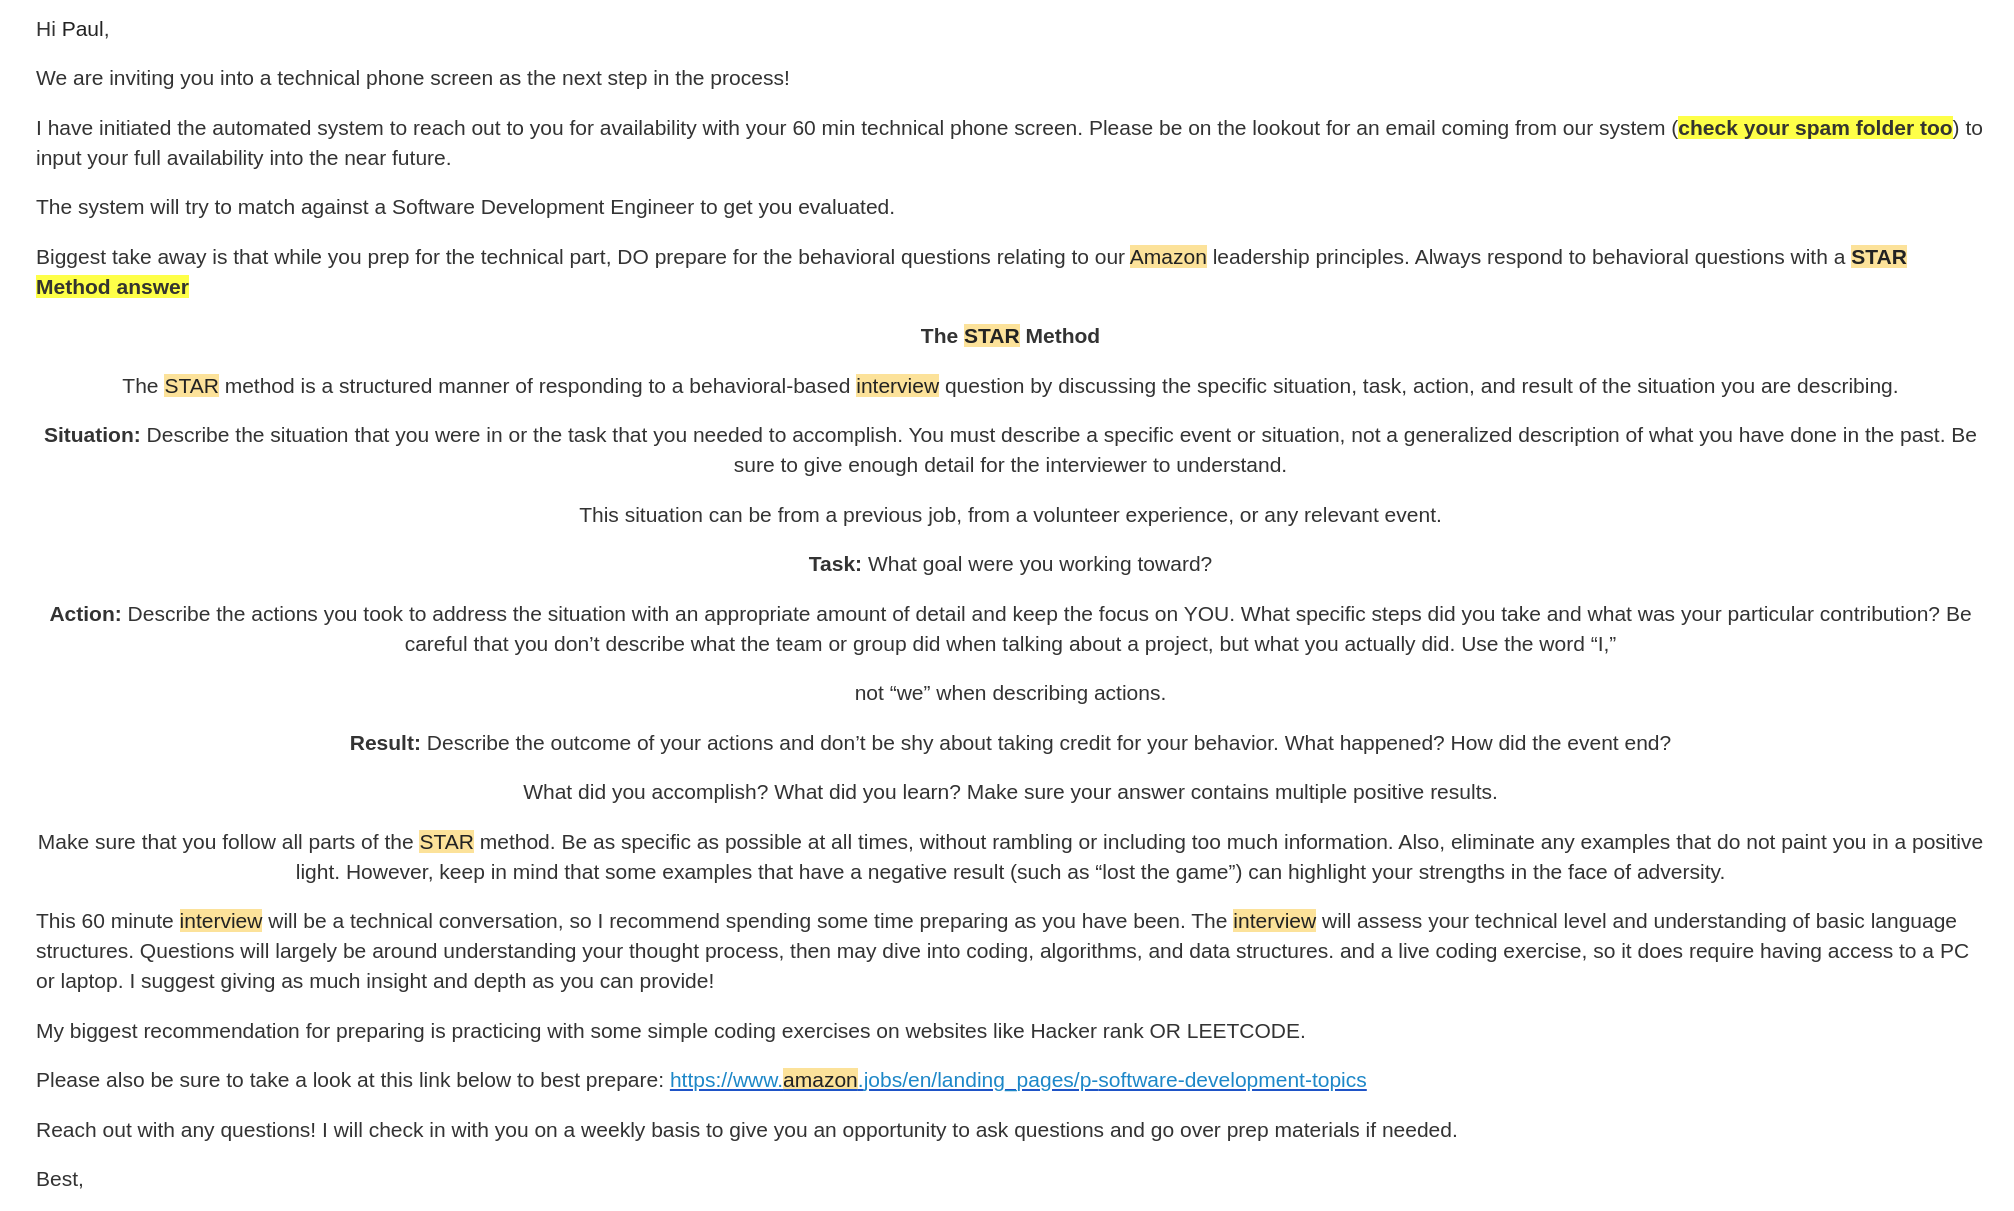 Hi Paul,
We are inviting you into a technical phone screen as the next step in the process!
I have initiated the automated system to reach out to you for availability with your 60 min technical phone screen. Please be on the lookout for an email coming from our system (check your spam folder too) to
input your full availability into the near future.
The system will try to match against a Software Development Engineer to get you evaluated.
Biggest take away is that while you prep for the technical part, DO prepare for the behavioral questions relating to our Amazon leadership principles. Always respond to behavioral questions with a STAR
Method answer
The STAR Method
The STAR method is a structured manner of responding to a behavioral-based interview question by discussing the specific situation, task, action, and result of the situation you are describing.
Situation: Describe the situation that you were in or the task that you needed to accomplish. You must describe a specific event or situation, not a generalized description of what you have done in the past. Be
sure to give enough detail for the interviewer to understand.
This situation can be from a previous job, from a volunteer experience, or any relevant event.
Task: What goal were you working toward?
Action: Describe the actions you took to address the situation with an appropriate amount of detail and keep the focus on YOU. What specific steps did you take and what was your particular contribution? Be
careful that you don’t describe what the team or group did when talking about a project, but what you actually did. Use the word “I,”
not “we” when describing actions.
Result: Describe the outcome of your actions and don’t be shy about taking credit for your behavior. What happened? How did the event end?
What did you accomplish? What did you learn? Make sure your answer contains multiple positive results.
Make sure that you follow all parts of the STAR method. Be as specific as possible at all times, without rambling or including too much information. Also, eliminate any examples that do not paint you in a positive
light. However, keep in mind that some examples that have a negative result (such as “lost the game”) can highlight your strengths in the face of adversity.
This 60 minute interview will be a technical conversation, so I recommend spending some time preparing as you have been. The interview will assess your technical level and understanding of basic language
structures. Questions will largely be around understanding your thought process, then may dive into coding, algorithms, and data structures. and a live coding exercise, so it does require having access to a PC
or laptop. I suggest giving as much insight and depth as you can provide!
My biggest recommendation for preparing is practicing with some simple coding exercises on websites like Hacker rank OR LEETCODE.
Please also be sure to take a look at this link below to best prepare: https://www.amazon.jobs/en/landing_pages/p-software-development-topics
Reach out with any questions! I will check in with you on a weekly basis to give you an opportunity to ask questions and go over prep materials if needed.
Best,